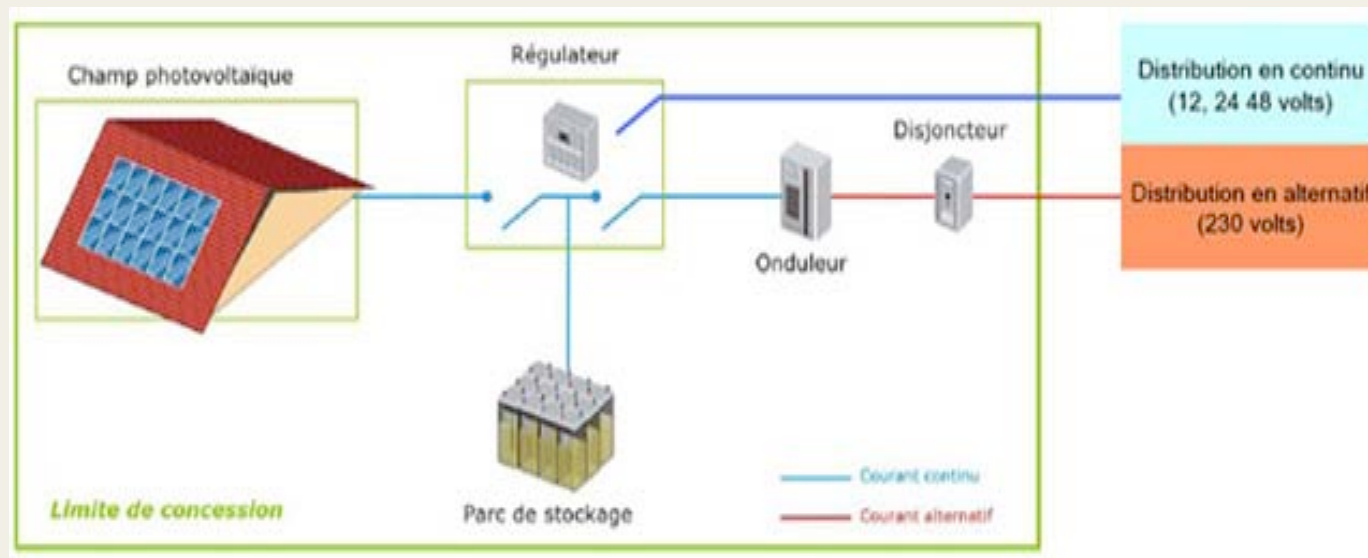 Champ photovoltaïque
Régulateur
Disjoncteur
Onduleur
Parc de stockage
Limite de concession
Courant continu
Courant alternatif
Distribution en continu
(12, 24 48 volts)
Distribution en alternatif
(230 volts)